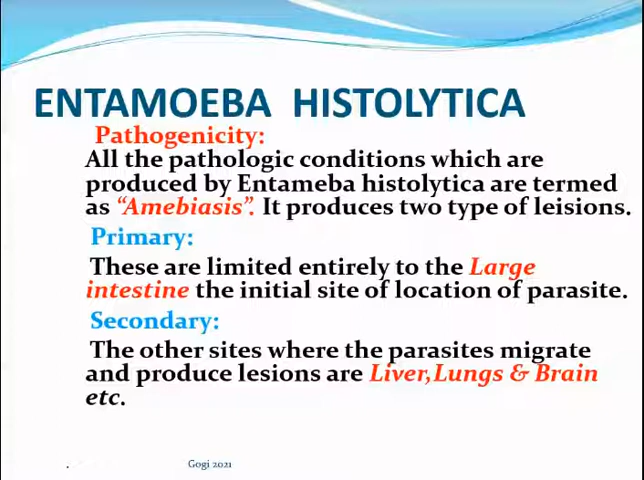 ENTAMOEBA HISTOLYTICA
Pathogenicity:
All the pathologic conditions which are
produced by Entameba histolytica are termed
as “Amebiasis”. It produces two type of leisions.
Primary:
These are limited entirely to the Large
intestine the initial site of location of parasite.
Secondary:
The other sites where the parasites migrate
and produce lesions are Liver,Lungs & Brain
etc.
. Gogi 2021